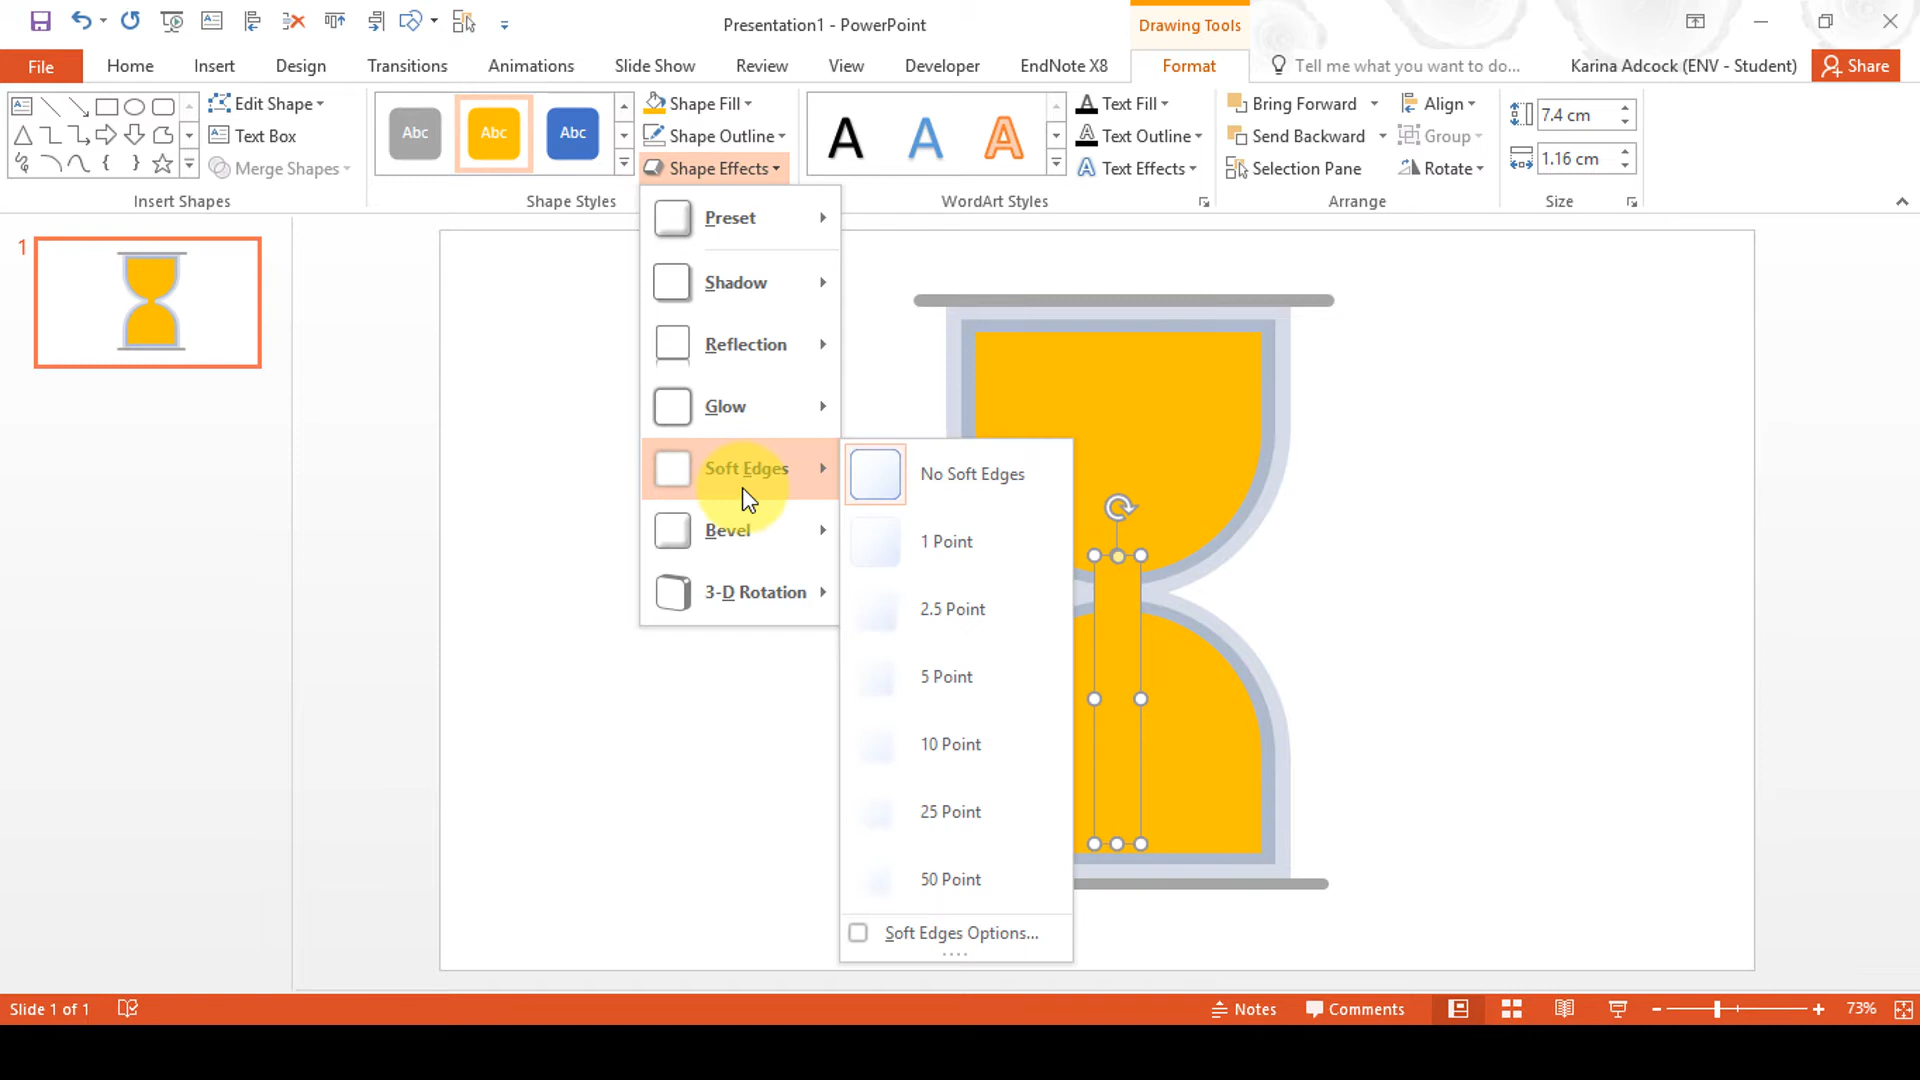 Presentation1 - PowerPoint
Drawing Tools
File
Home
Insert
Design
Transitions
Animations
Slide Show
Review
View
Developer
EndNote X8
Format
Tell me what you want to do...
Karina Adcock (ENV - Student)
Share
Edit Shape
Text Box
Merge Shapes
Insert Shapes
Abc
Abc
Abc
Shape Styles
Shape Fill
Shape Outline
Shape Effects
A
A
A
WordArt Styles
Text Fill
Text Outline
Text Effects
Bring Forward
Send Backward
Selection Pane
Align
Group
Rotate
Arrange
7.4 cm
1.16 cm
Size
1
Preset
Shadow
Reflection
Glow
Soft Edges
Bevel
3-D Rotation
No Soft Edges
1 Point
2.5 Point
5 Point
10 Point
25 Point
50 Point
Soft Edges Options...
Slide 1 of 1
Notes
Comments
73%